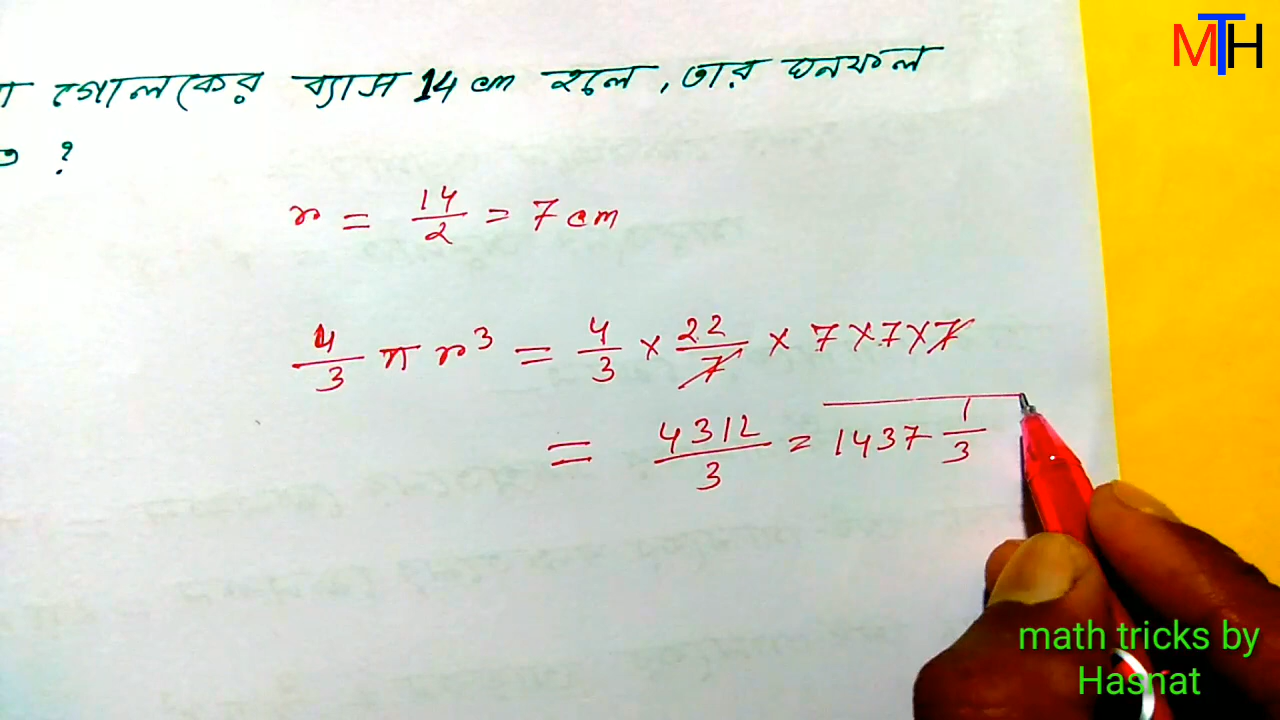 MTH
গোলকের ব্যাস 14 cm হলে, তার ঘনফল
?
r = 14/2 = 7 cm
4/3 π r³ = 4/3 × 22/7 × 7 × 7 × 7
= 4312/3 = 1437 1/3
math tricks by
Hasnat